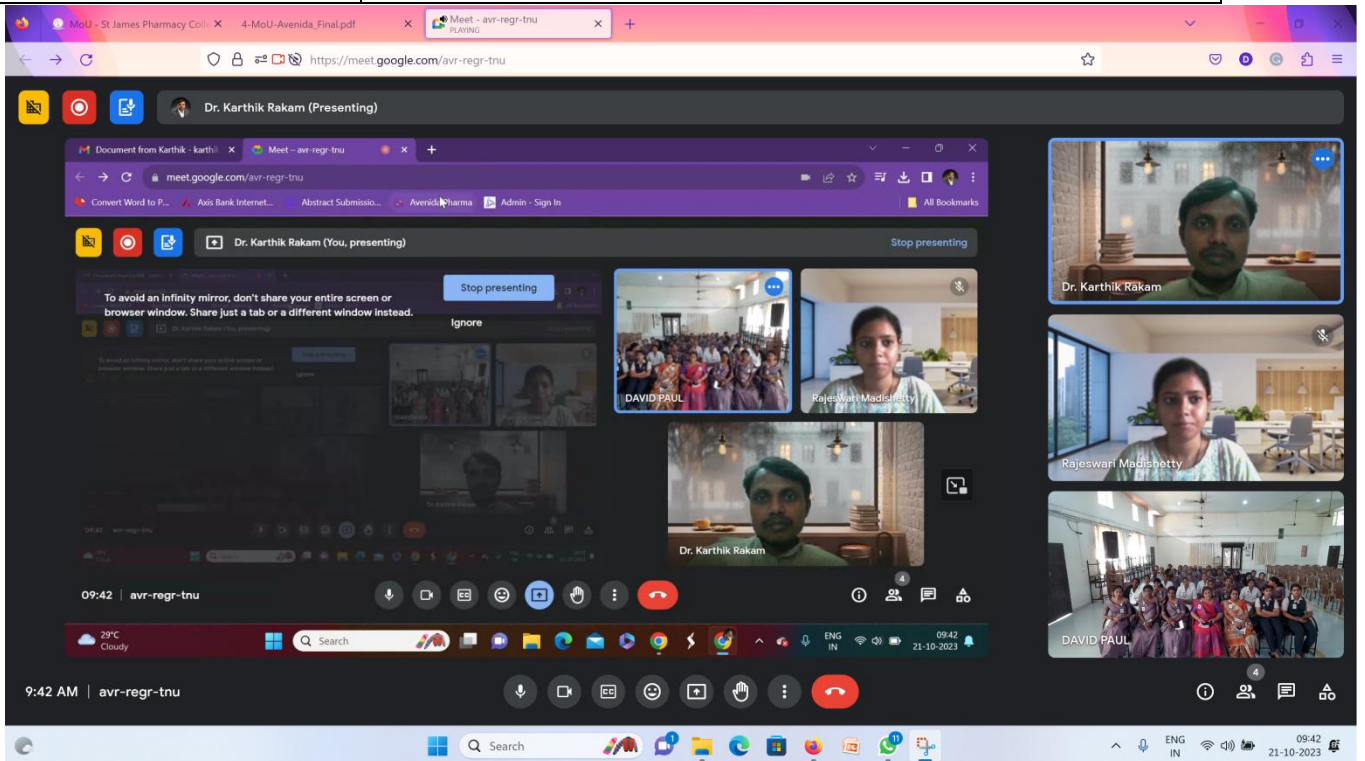 MoU - St James Pharmacy Coll
4-MoU-Avenida_Final.pdf
Meet - avr-regr-tnu
PLAYING
https://meet.google.com/avr-regr-tnu
Dr. Karthik Rakam (Presenting)
Document from Karthik - karthi
Meet – avr-regr-tnu
meet.google.com/avr-regr-tnu
Convert Word to P...
Axis Bank Internet...
Abstract Submissio...
Avenida Pharma
Admin - Sign In
All Bookmarks
Dr. Karthik Rakam (You, presenting)
Stop presenting
To avoid an infinity mirror, don't share your entire screen or
browser window. Share just a tab or a different window instead.
Stop presenting
Ignore
DAVID PAUL
Rajeswari Madishetty
Dr. Karthik Rakam
09:42 | avr-regr-tnu
4
29°C
Cloudy
Search
ENG
IN
09:42
21-10-2023
Dr. Karthik Rakam
Rajeswari Madishetty
DAVID PAUL
9:42 AM | avr-regr-tnu
4
Search
11
ENG
IN
09:42
21-10-2023